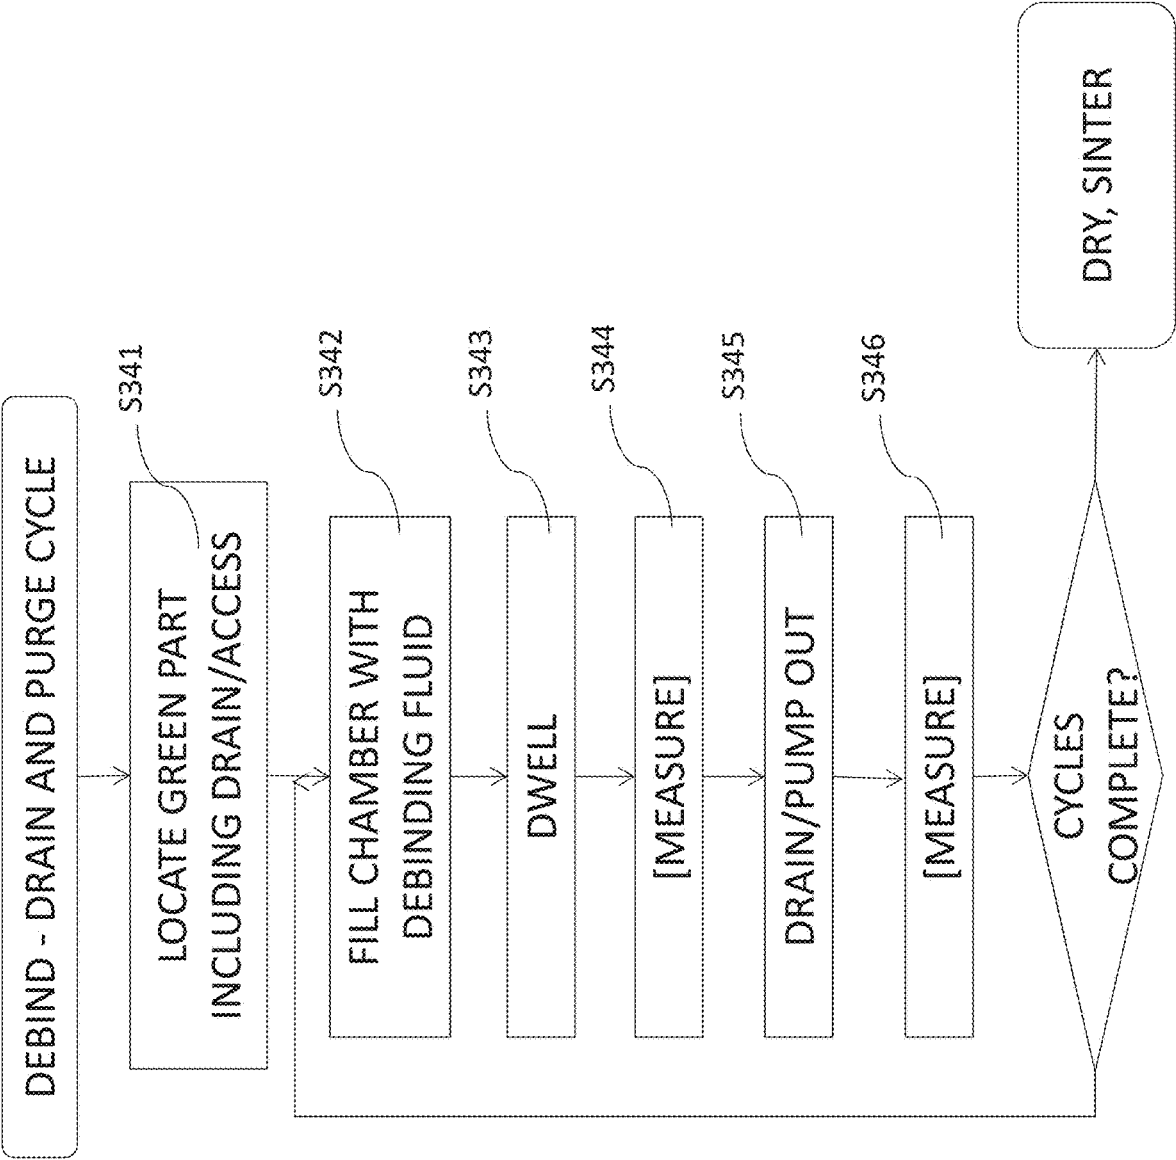 DEBIND - DRAIN AND PURGE CYCLE
S341
LOCATE GREEN PART
INCLUDING DRAIN/ACCESS
S342
FILL CHAMBER WITH
DEBINDING FLUID
S343
DWELL
S344
[MEASURE]
S345
DRAIN/PUMP OUT
S346
[MEASURE]
CYCLES
COMPLETE?
DRY, SINTER